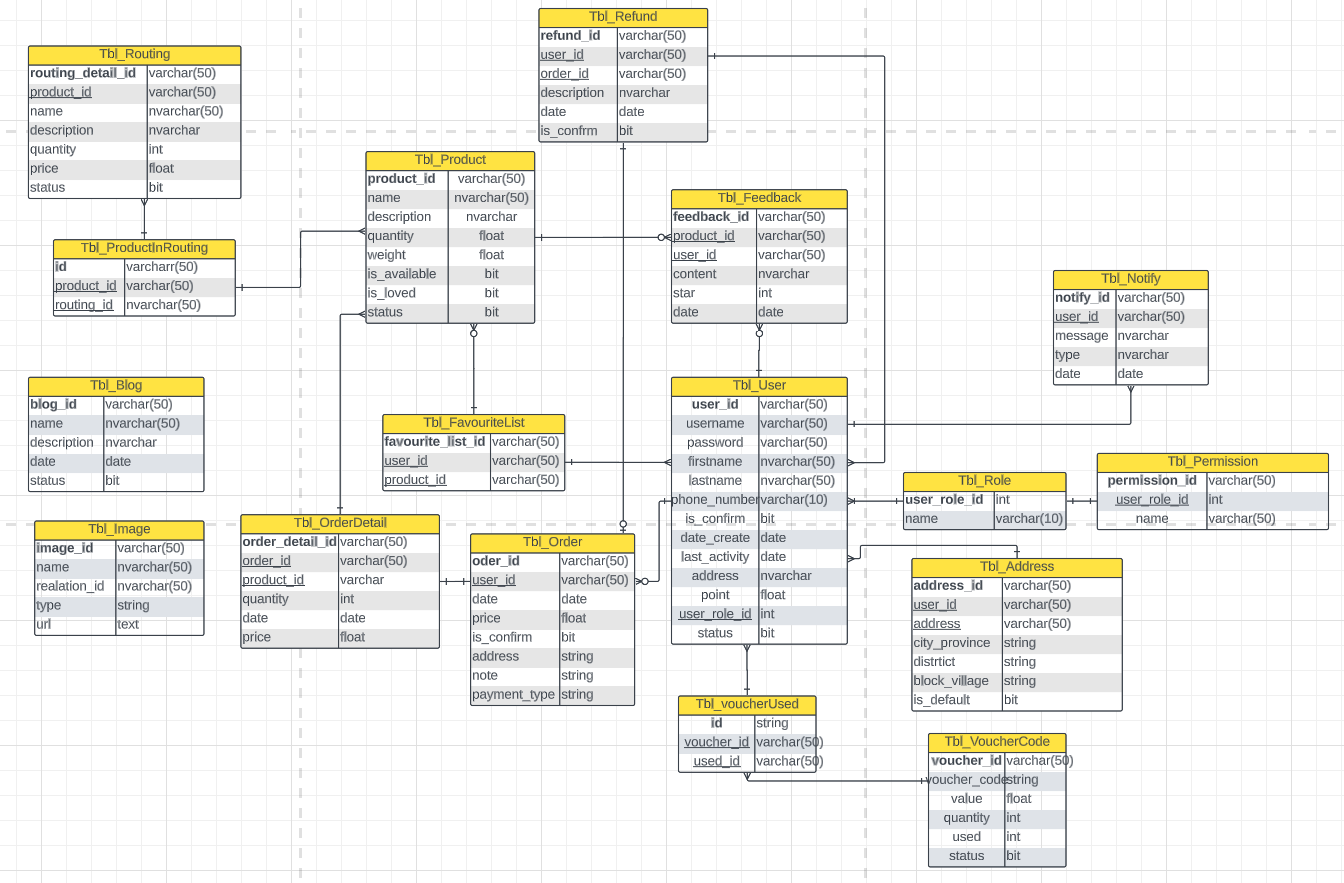 Tbl_Refund
refund_id varchar(50)
user_id varchar(50)
order_id varchar(50)
description nvarchar
date date
is_confrm bit
Tbl_Routing
routing_detail_id varchar(50)
product_id varchar(50)
name nvarchar(50)
description nvarchar
quantity int
price float
status bit
Tbl_Product
product_id varchar(50)
name nvarchar(50)
description nvarchar
quantity float
weight float
is_available bit
is_loved bit
status bit
Tbl_Feedback
feedback_id varchar(50)
product_id varchar(50)
user_id varchar(50)
content nvarchar
star int
date date
Tbl_ProductInRouting
id varcharr(50)
product_id varchar(50)
routing_id nvarchar(50)
Tbl_Notify
notify_id varchar(50)
user_id varchar(50)
message nvarchar
type nvarchar
date date
Tbl_Blog
blog_id varchar(50)
name nvarchar(50)
description nvarchar
date date
status bit
Tbl_FavouriteList
favourite_list_id varchar(50)
user_id varchar(50)
product_id varchar(50)
Tbl_User
user_id varchar(50)
username varchar(50)
password varchar(50)
firstname nvarchar(50)
lastname nvarchar(50)
phone_number varchar(10)
is_confirm bit
date_create date
last_activity date
address nvarchar
point float
user_role_id int
status bit
Tbl_Role
user_role_id int
name varchar(10)
Tbl_Permission
permission_id varchar(50)
user_role_id int
name varchar(50)
Tbl_Image
image_id varchar(50)
name nvarchar(50)
realation_id nvarchar(50)
type string
url text
Tbl_OrderDetail
order_detail_id varchar(50)
order_id varchar(50)
product_id varchar
quantity int
date date
price float
Tbl_Order
oder_id varchar(50)
user_id varchar(50)
date date
price float
is_confirm bit
address string
note string
payment_type string
Tbl_Address
address_id varchar(50)
user_id varchar(50)
address varchar(50)
city_province string
distrtict string
block_village string
is_default bit
Tbl_voucherUsed
id string
voucher_id varchar(50)
used_id varchar(50)
Tbl_VoucherCode
voucher_id varchar(50)
voucher_code string
value float
quantity int
used int
status bit